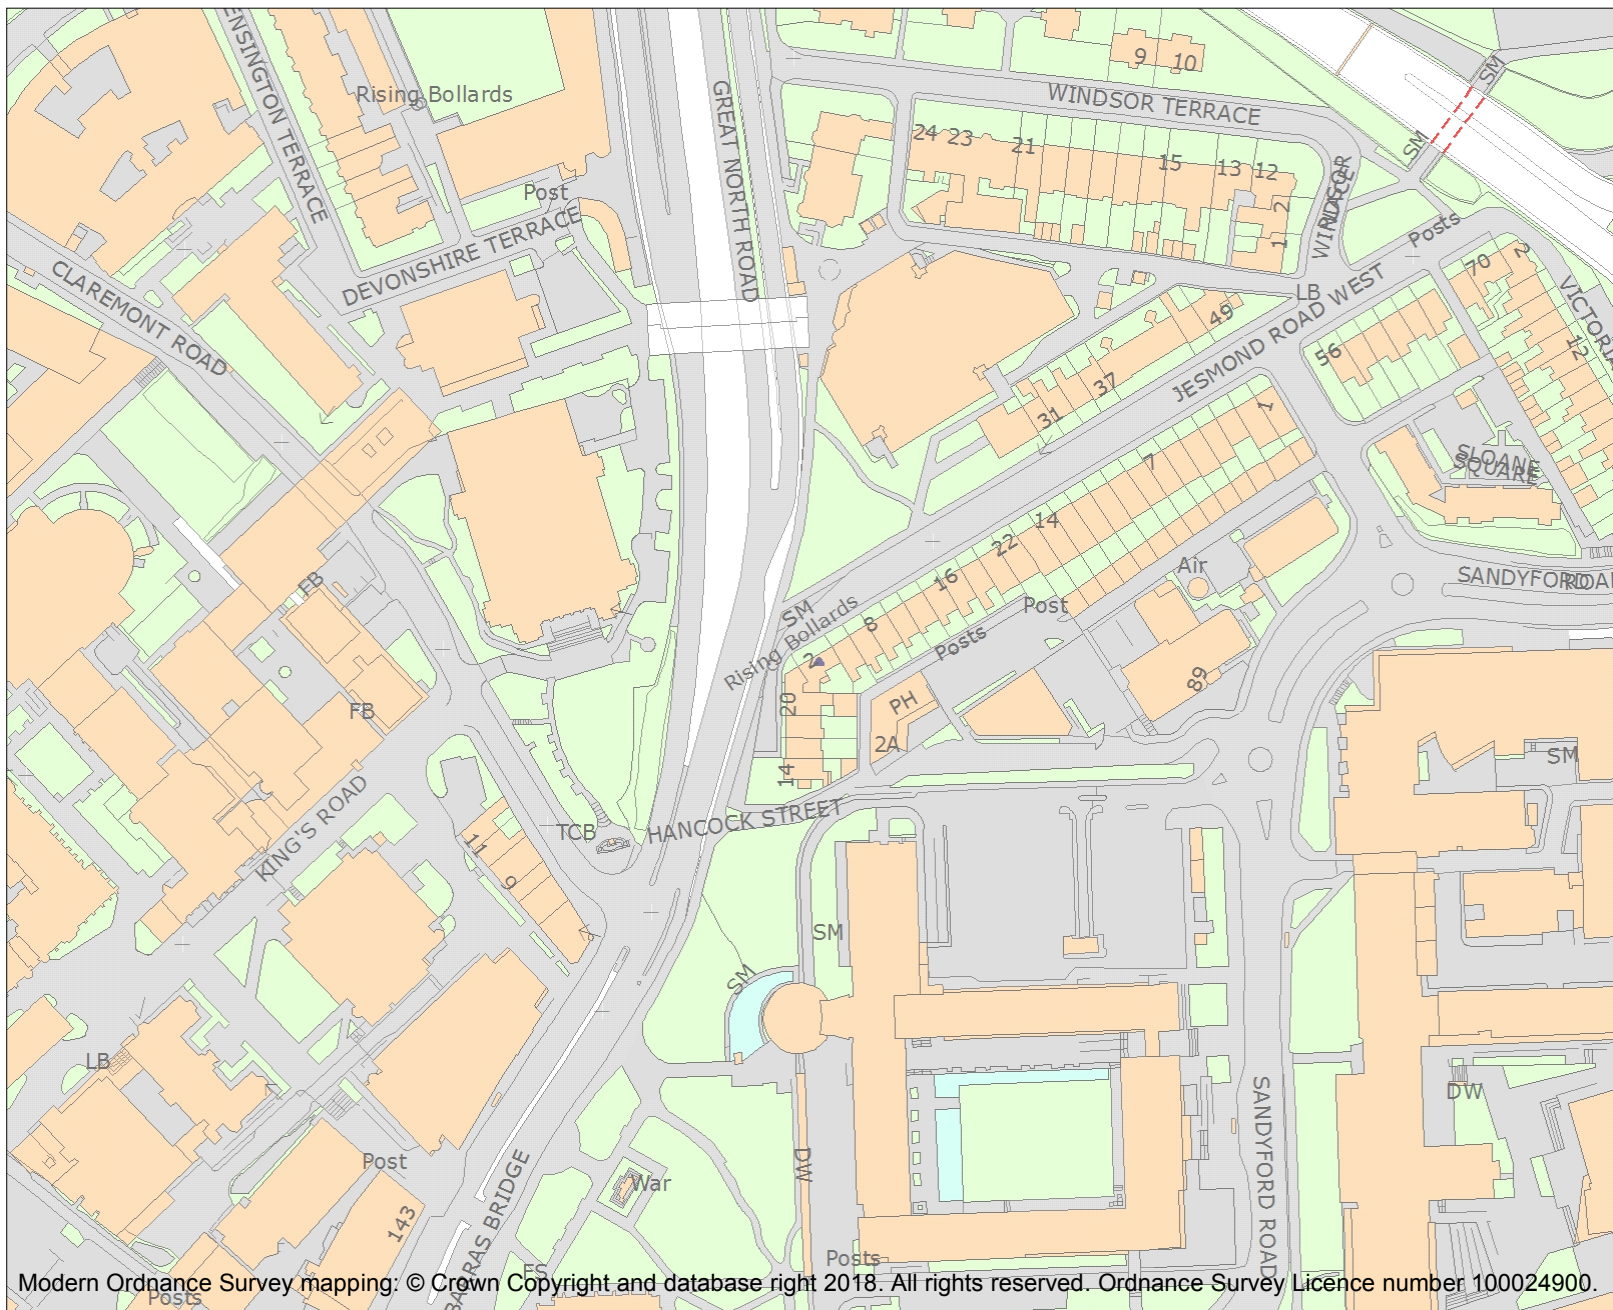 ENSINGTON TERRACE
Rising Bollards
GREAT NORTH ROAD
9
10
WINDSOR TERRACE
SM
SM
24
23
21
15
13
12
2
1
WINDSOR
Post
DEVONSHIRE TERRACE
CLAREMONT ROAD
Posts
LB
70
2
VICTORIA
12
49
56
JESMOND ROAD WEST
37
31
1
7
SLOANE
SQUARE
14
22
16
8
2
Air
SANDYFORD
ROAD
FB
SM
Rising Bollards
Post
Posts
89
20
PH
2A
14
FB
SM
KING'S ROAD
TCB
HANCOCK STREET
11
9
SM
SM
LB
DW
SANDYFORD ROAD
Post
War
DW
143
BARRAS BRIDGE
Posts
FS
Posts
Modern Ordnance Survey mapping: © Crown Copyright and database right 2018. All rights reserved. Ordnance Survey Licence number 100024900.